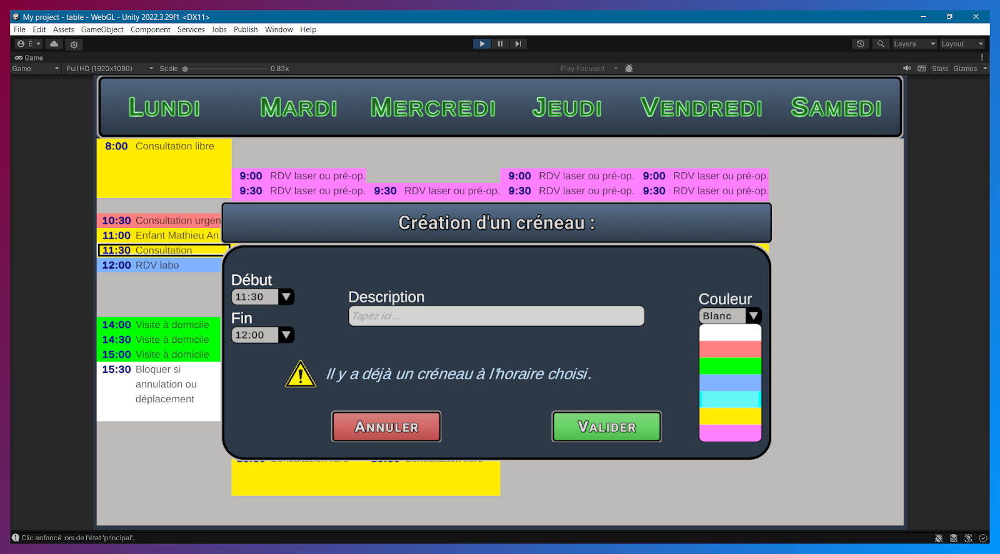 My project - table - WebGL - Unity 2022.3.29f1 <DX11>
File Edit Assets GameObject Component Services Jobs Publish Window Help
É Layers Layout
Game
Game Full HD (1920x1080) Scale 0.83x Play Focused Stats Gizmos
LUNDI MARDI MERCREDI JEUDI VENDREDI SAMEDI
8:00 Consultation libre
9:00 RDV laser ou pré-op. 9:00 RDV laser ou pré-op. 9:00 RDV laser ou pré-op.
9:30 RDV laser ou pré-op. 9:30 RDV laser ou pré-op. 9:30 RDV laser ou pré-op. 9:30 RDV laser ou pré-op.
10:30 Consultation urgen
11:00 Enfant Mathieu An
11:30 Consultation
12:00 RDV labo
14:00 Visite à domicile
14:30 Visite à domicile
15:00 Visite à domicile
15:30 Bloquer si
annulation ou
déplacement
Création d'un créneau :
Début
11:30
Fin
12:00
Description
Tapez ici...
Couleur
Blanc
Il y a déjà un créneau à l'horaire choisi.
ANNULER VALIDER
Clic enfoncé lors de l'état 'principal'.